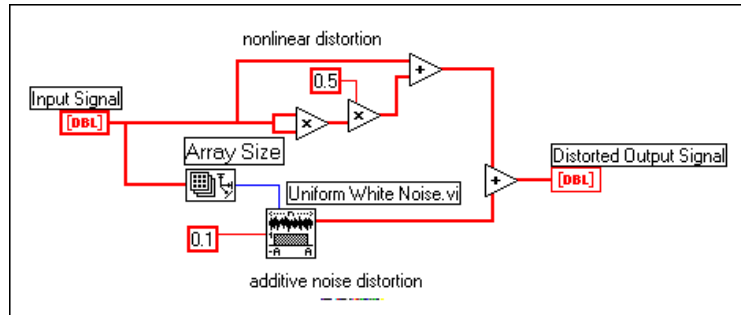 nonlinear distortion
+
0.5
Input Signal
[DBL]
x
x
Array Size
Distorted Output Signal
+
[DBL]
Uniform White Noise.vi
0.1
n
1
-A A
additive noise distortion